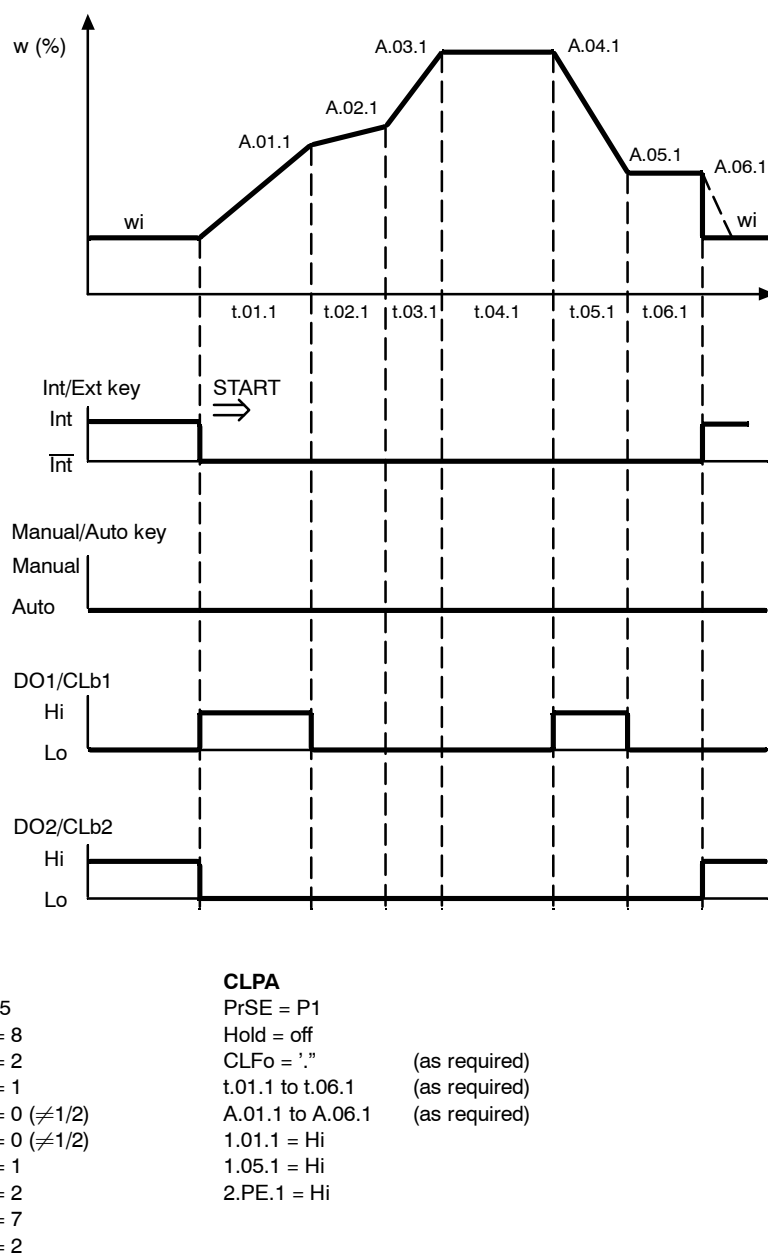 w (%)
A.03.1
A.04.1
A.02.1
A.01.1
A.05.1
A.06.1
wi
wi
t.01.1
t.02.1
t.03.1
t.04.1
t.05.1
t.06.1
Int/Ext key
START
Int
Int
Manual/Auto key
Manual
Auto
DO1/CLb1
Hi
Lo
DO2/CLb2
Hi
Lo
CLPA
5
PrSE = P1
= 8
Hold = off
= 2
CLFo = '.” (as required)
= 1
t.01.1 to t.06.1 (as required)
= 0 (≠1/2)
A.01.1 to A.06.1 (as required)
= 0 (≠1/2)
1.01.1 = Hi
= 1
1.05.1 = Hi
= 2
2.PE.1 = Hi
= 7
= 2